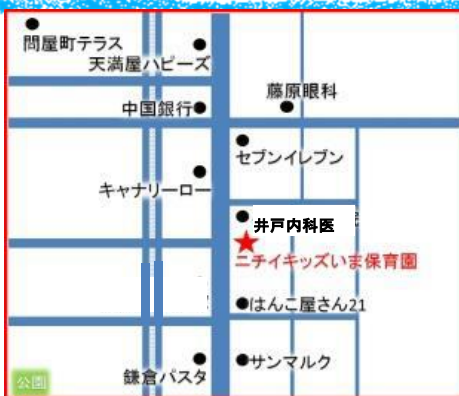 問屋町テラス
天満屋ハピーズ
中国銀行
藤原眼科
セブンイレブン
キャナリーロー
井戸内科医
ニチイキッズいま保育園
はんこ屋さん21
鎌倉パスタ
サンマルク
公園